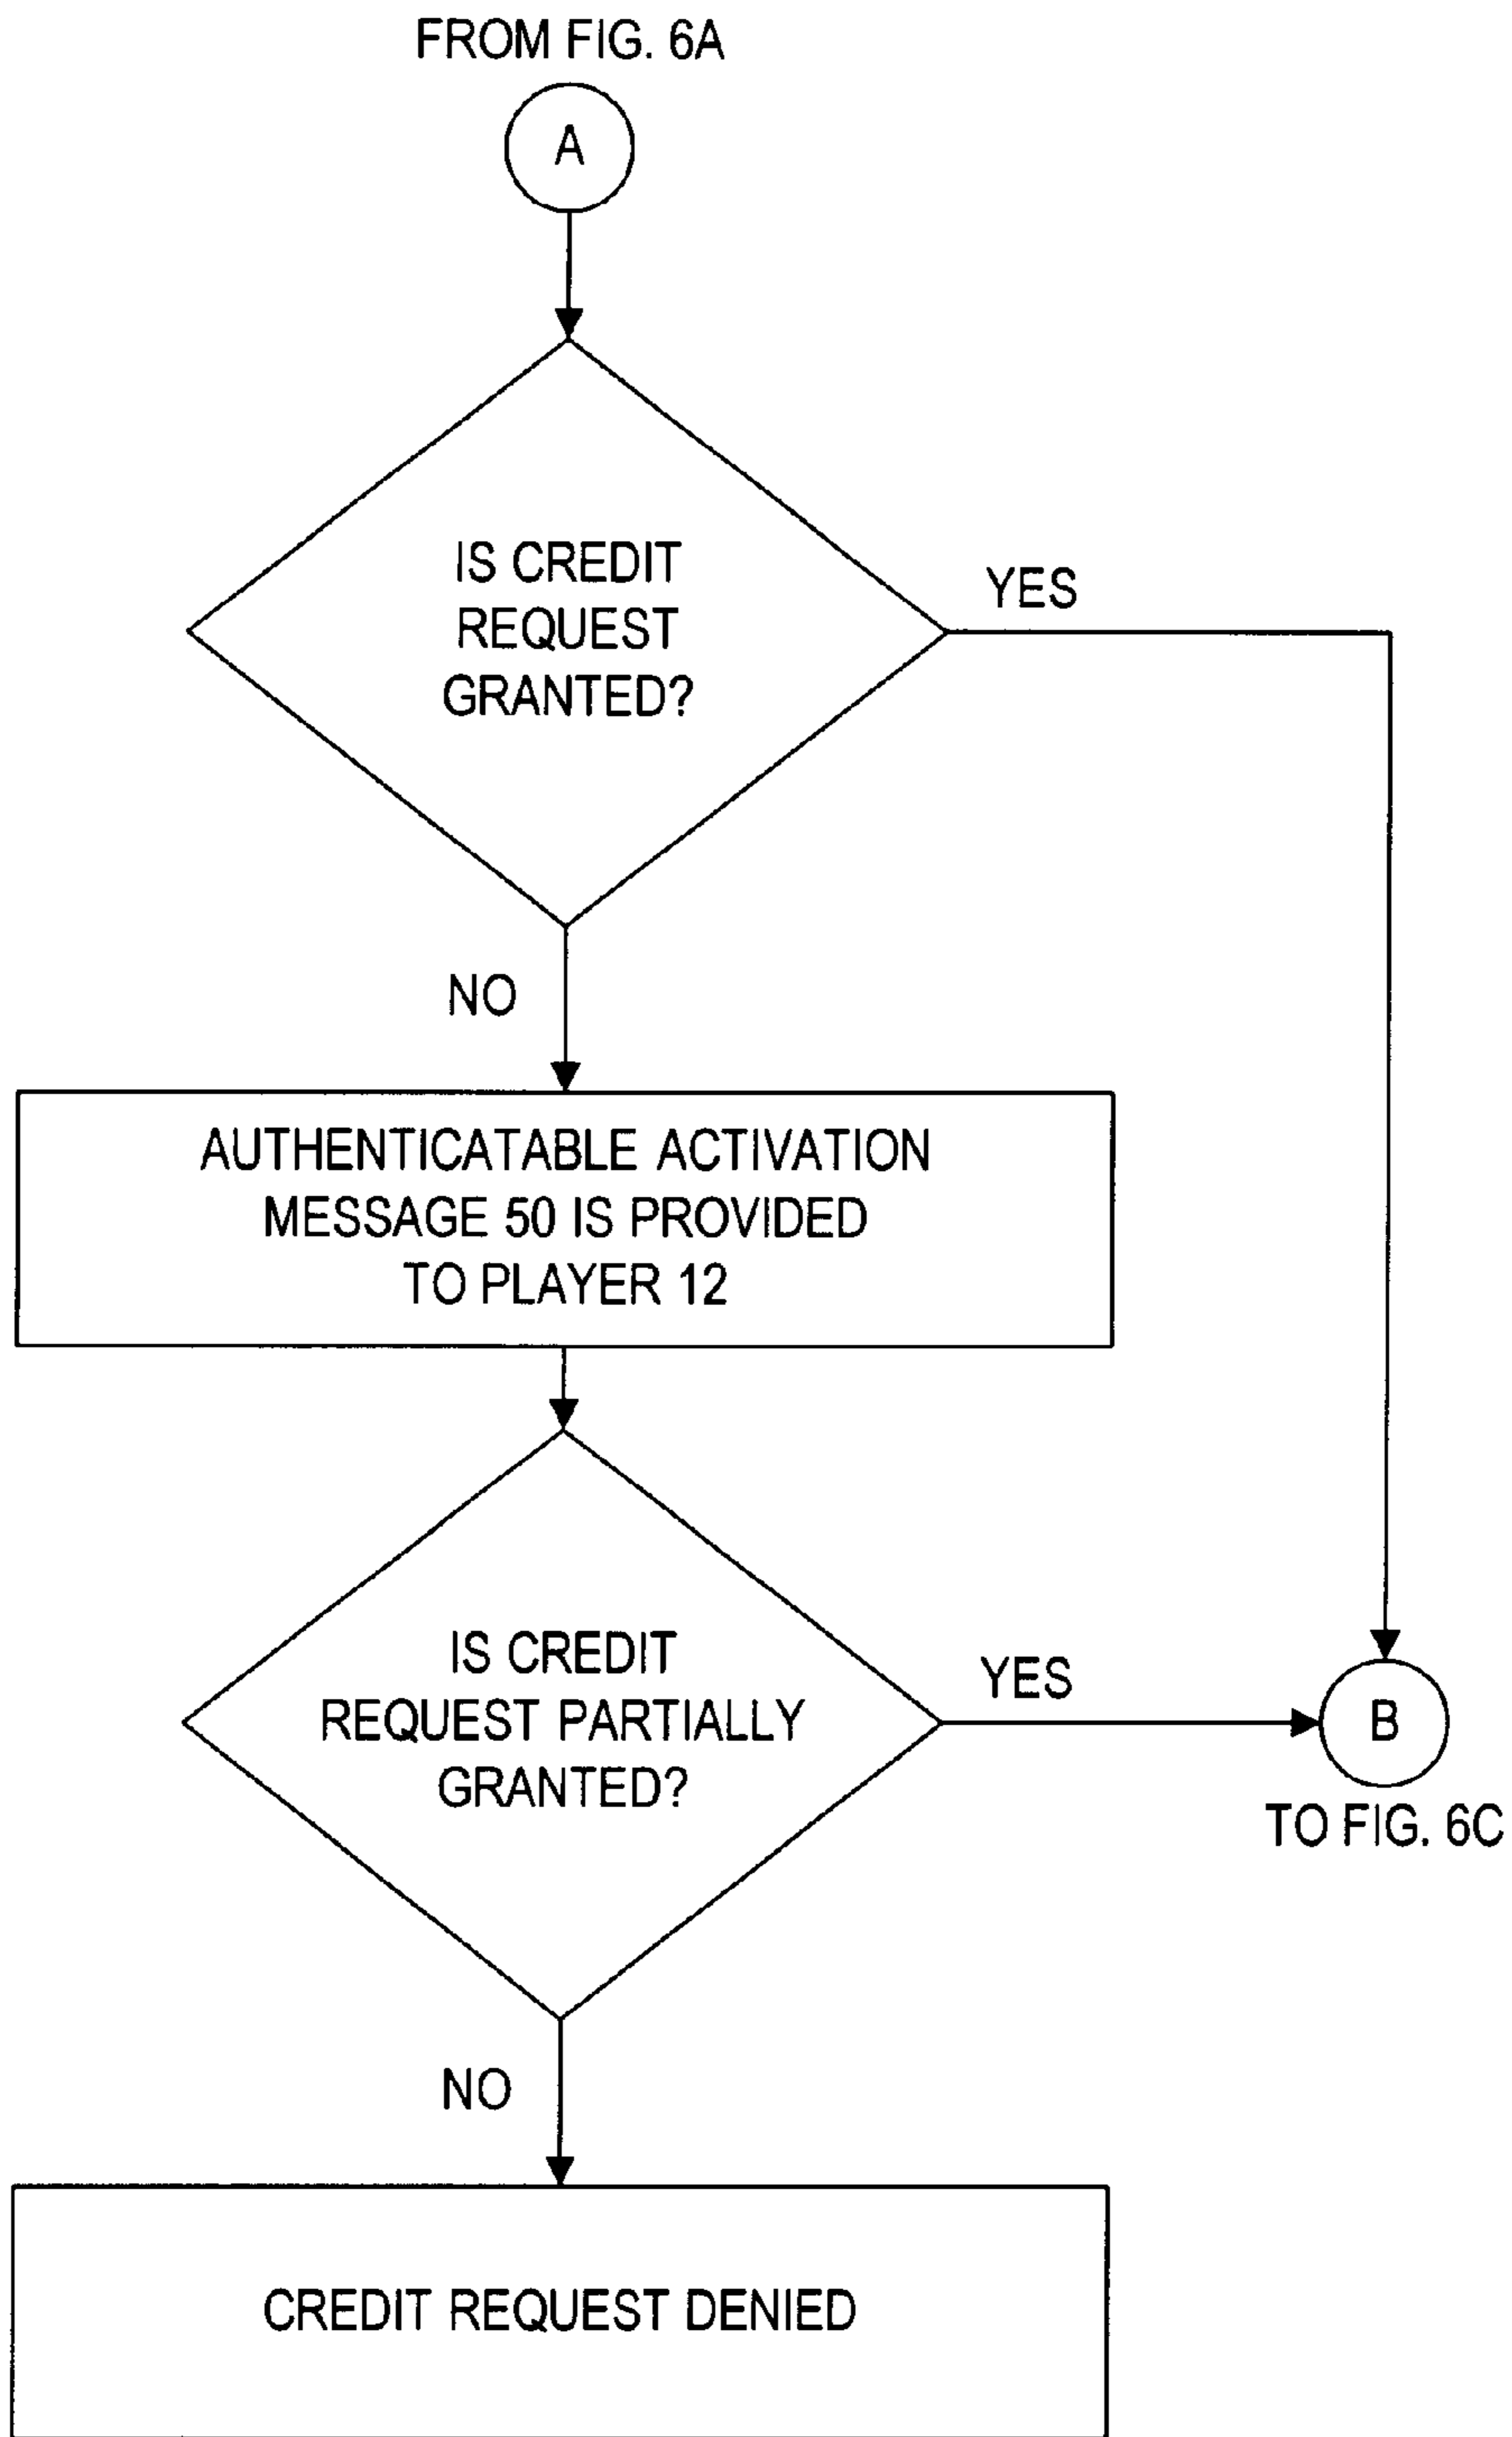 FROM FIG. 6A
A
IS CREDIT
REQUEST
GRANTED?
YES
NO
AUTHENTICATABLE ACTIVATION
MESSAGE 50 IS PROVIDED
TO PLAYER 12
IS CREDIT
REQUEST PARTIALLY
GRANTED?
YES
B
TO FIG. 6C
NO
CREDIT REQUEST DENIED